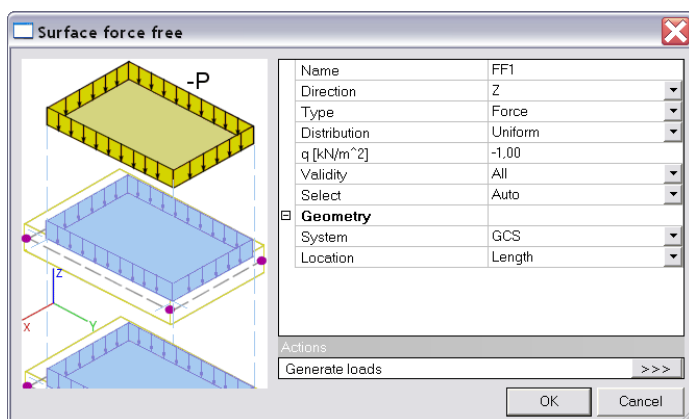 Surface force free
-P
Z
X
Y
Name FF1
Direction Z
Type Force
Distribution Uniform
q [kN/m^2] -1,00
Validity All
Select Auto
Geometry
System GCS
Location Length
Actions
Generate loads >>>
OK Cancel